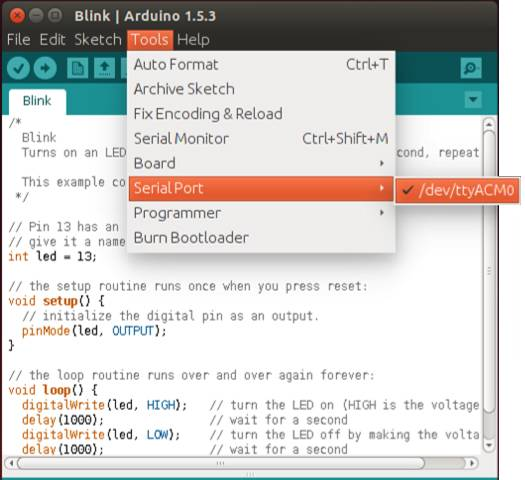 Blink | Arduino 1.5.3
File Edit Sketch Tools Help
Auto Format Ctrl+T
Archive Sketch
Fix Encoding & Reload
Serial Monitor Ctrl+Shift+M
Board
Serial Port
/dev/ttyACM0
Programmer
Burn Bootloader
Blink
/*
Blink
Turns on an LED cond, repeat
This example co
*/
// Pin 13 has an
// give it a name
int led = 13;
// the setup routine runs once when you press reset:
void setup() {
// initialize the digital pin as an output.
pinMode(led, OUTPUT);
}
// the loop routine runs over and over again forever:
void loop() {
digitalWrite(led, HIGH); // turn the LED on (HIGH is the voltage
delay(1000); // wait for a second
digitalWrite(led, LOW); // turn the LED off by making the volta
delay(1000); // wait for a second